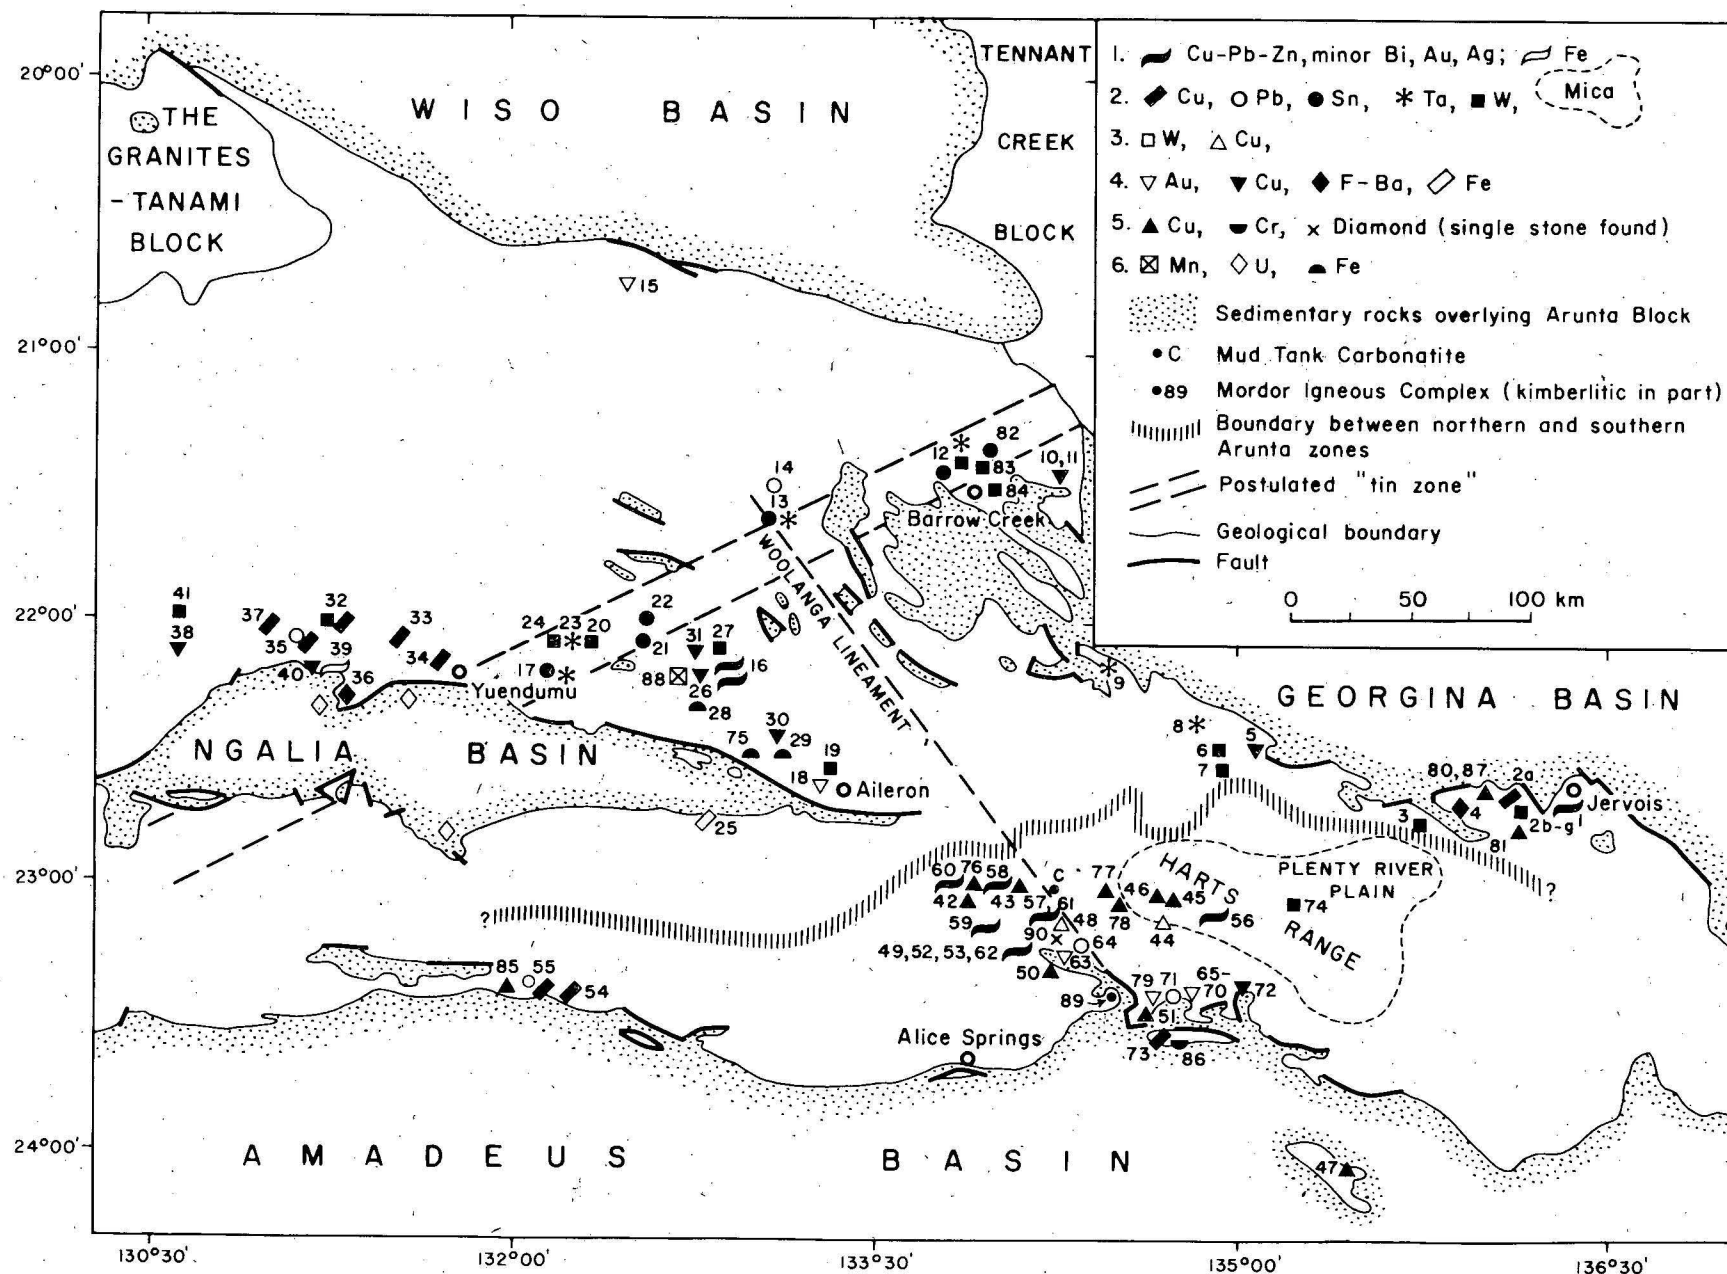 20°00'
21°00'
22°00'
23°00'
24°00'
130°30'
132°00'
133°30'
135°00'
136°30'
WISO BASIN
THE
GRANITES
-TANAMI
BLOCK
TENNANT
CREEK
BLOCK
1. Cu-Pb-Zn, minor Bi, Au, Ag; Fe
2. Cu, Pb, Sn, Ta, W, Mica
3. W, Cu,
4. Au, Cu, F-Ba, Fe
5. Cu, Cr, Diamond (single stone found)
6. Mn, U, Fe
Sedimentary rocks overlying Arunta Block
C Mud Tank Carbonatite
89 Mordor Igneous Complex (kimberlitic in part)
Boundary between northern and southern
Arunta zones
Postulated "tin zone"
Geological boundary
Fault
0 50 100 km
15
14
13
12
82
83
84
10,11
Barrow Creek
WOOLANGA LINEAMENT
41
38
37
35
32
33
34
39
40
36
Yuendumu
24 23 20
17
22
21
31
27
16
88
26
28
75
30
29
19
18
Aileron
25
NGALIA BASIN
9
8
6
7
5
GEORGINA BASIN
80,87
2a
3
4
2b-g
1
81
Jervois
HARTS
RANGE
PLENTY RIVER
PLAIN
60 76 58
42
43
C
57 61
77
46
45
78
44
56
74
59
48
90
64
63
49,52,53,62
50
89
79 71 65-
70
72
51
73
86
85 55
54
Alice Springs
AMADEUS BASIN
47
?
?